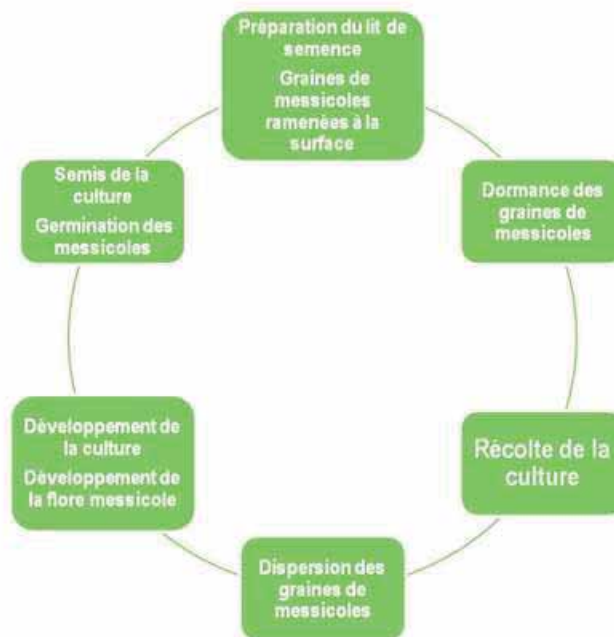 Préparation du lit de
semence
Graines de
messicoles
ramenées à la
surface
Dormance des
graines de
messicoles
Récolte de la
culture
Dispersion des
graines de
messicoles
Développement de
la culture
Développement de
la flore messicole
Semis de la
culture
Germination des
messicoles